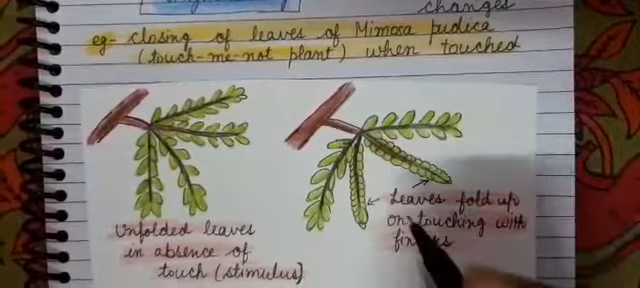 changes
eg- closing of leaves of Mimosa pudica
(touch-me-not plant) when touched
Unfolded leaves
in absence of
touch (stimulus)
Leaves fold up
on touching with